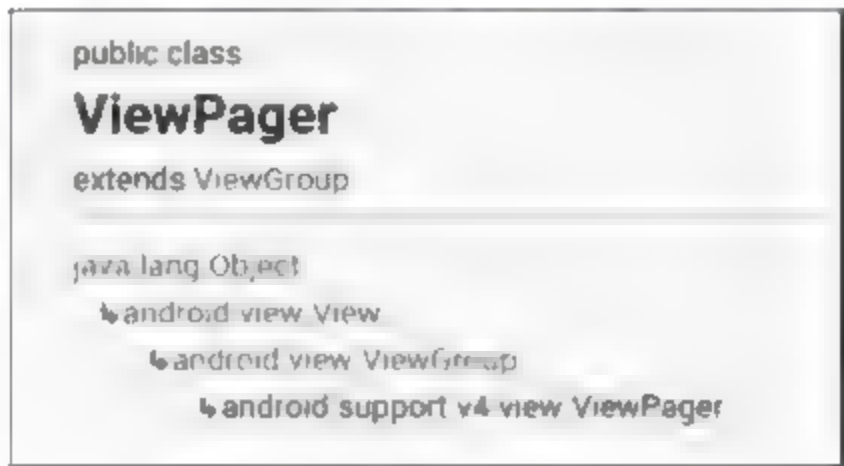 public class
ViewPager
extends ViewGroup
java.lang.Object
↳android.view.View
↳android.view.ViewGroup
↳android.support.v4.view.ViewPager